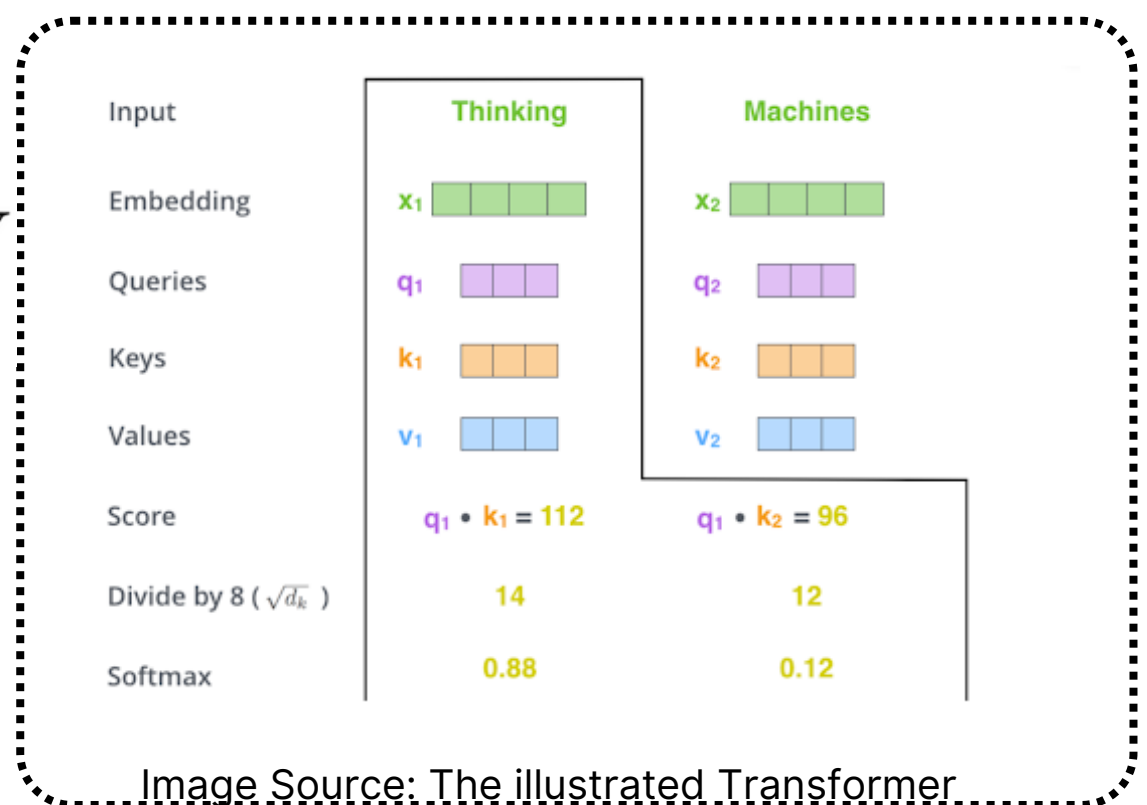 Input Thinking Machines
Embedding x₁ x₂
Queries q₁ q₂
Keys k₁ k₂
Values v₁ v₂
Score q₁ • k₁ = 112 q₁ • k₂ = 96
Divide by 8 ( √dₖ ) 14 12
Softmax 0.88 0.12
Image Source: The illustrated Transformer